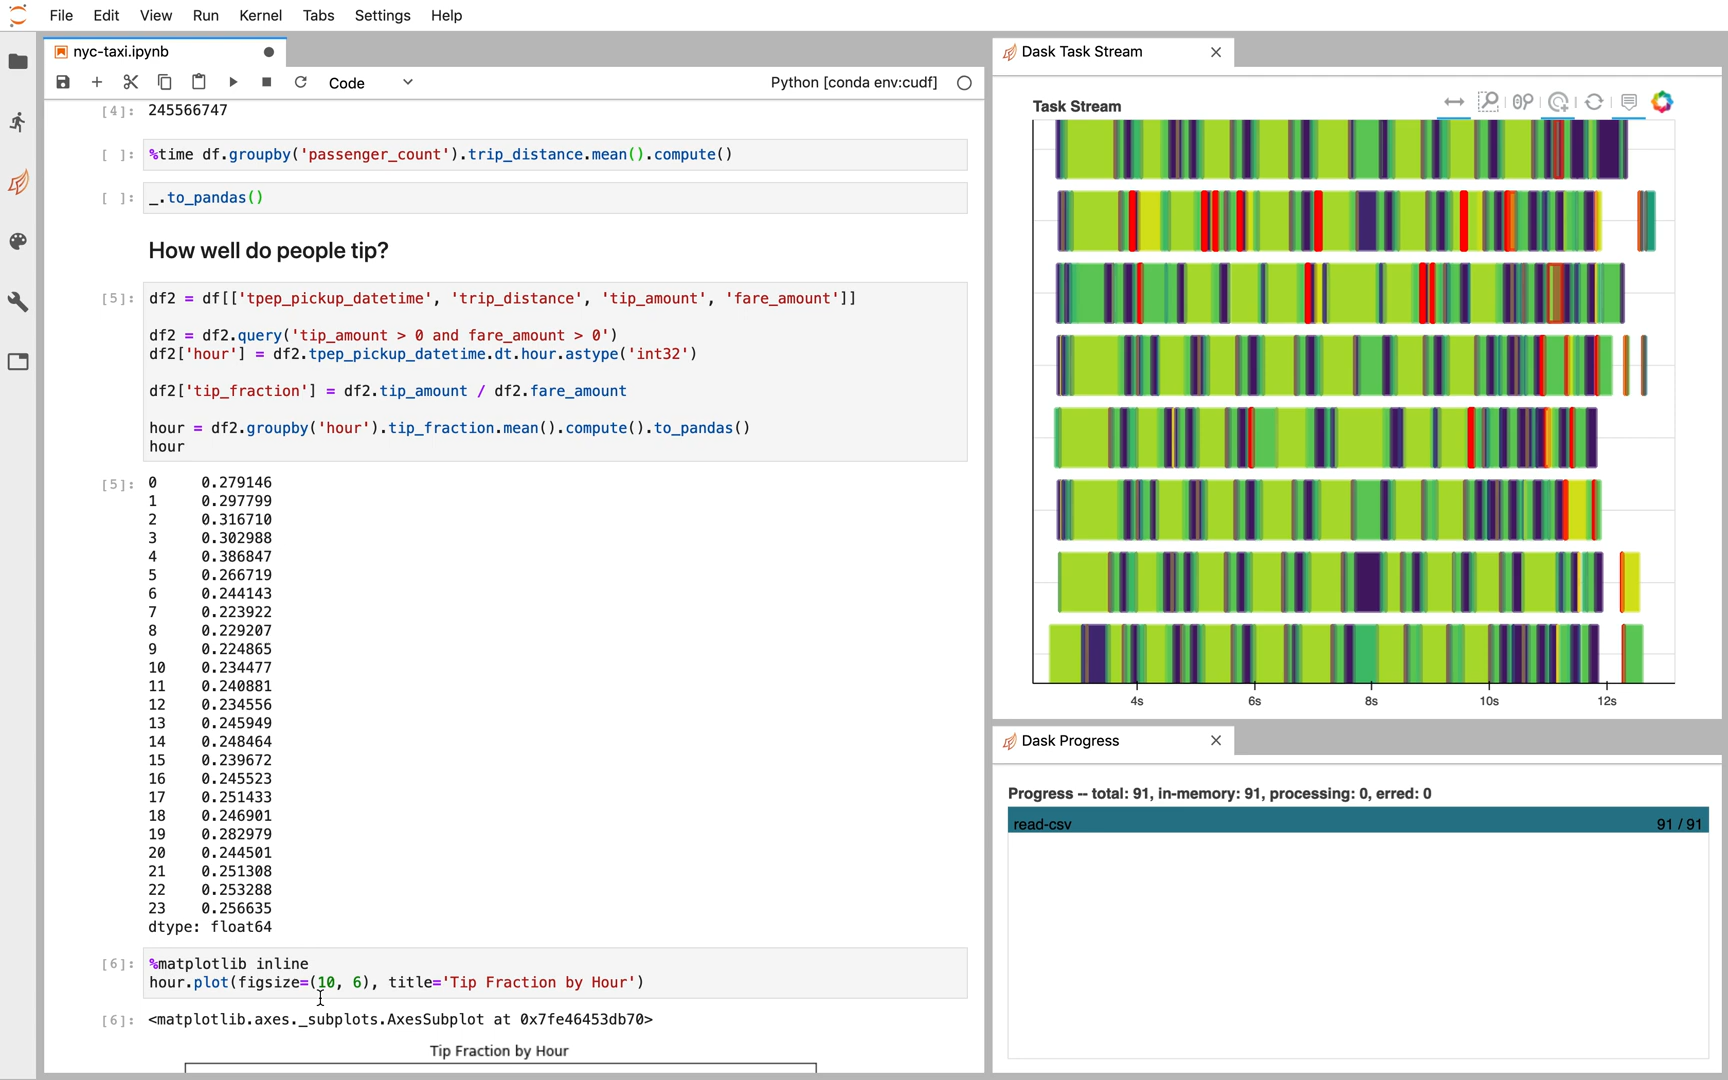 File Edit View Run Kernel Tabs Settings Help
nyc-taxi.ipynb
Code
Python [conda env:cudf]
[4]: 245566747
[ ]: %time df.groupby('passenger_count').trip_distance.mean().compute()
[ ]: _.to_pandas()
How well do people tip?
[5]: df2 = df[['tpep_pickup_datetime', 'trip_distance', 'tip_amount', 'fare_amount']]
df2 = df2.query('tip_amount > 0 and fare_amount > 0')
df2['hour'] = df2.tpep_pickup_datetime.dt.hour.astype('int32')
df2['tip_fraction'] = df2.tip_amount / df2.fare_amount
hour = df2.groupby('hour').tip_fraction.mean().compute().to_pandas()
hour
[5]: 0 0.279146
1 0.297799
2 0.316710
3 0.302988
4 0.386847
5 0.266719
6 0.244143
7 0.223922
8 0.229207
9 0.224865
10 0.234477
11 0.240881
12 0.234556
13 0.245949
14 0.248464
15 0.239672
16 0.245523
17 0.251433
18 0.246901
19 0.282979
20 0.244501
21 0.251308
22 0.253288
23 0.256635
dtype: float64
[6]: %matplotlib inline
hour.plot(figsize=(10, 6), title='Tip Fraction by Hour')
[6]: <matplotlib.axes._subplots.AxesSubplot at 0x7fe46453db70>
Tip Fraction by Hour
Dask Task Stream
Task Stream
4s 6s 8s 10s 12s
Dask Progress
Progress -- total: 91, in-memory: 91, processing: 0, erred: 0
read-csv 91 / 91